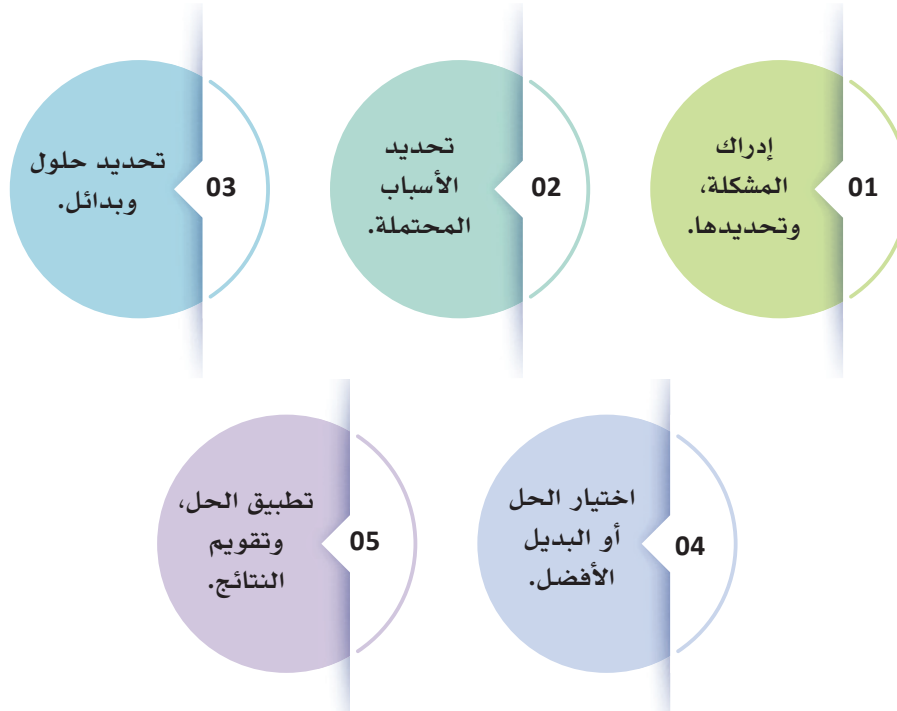 01
إدراك
المشكلة،
وتحديدها.
02
تحديد
الأسباب
المحتملة.
03
تحديد حلول
وبدائل.
04
اختيار الحل
أو البديل
الأفضل.
05
تطبيق الحل،
وتقويم
النتائج.